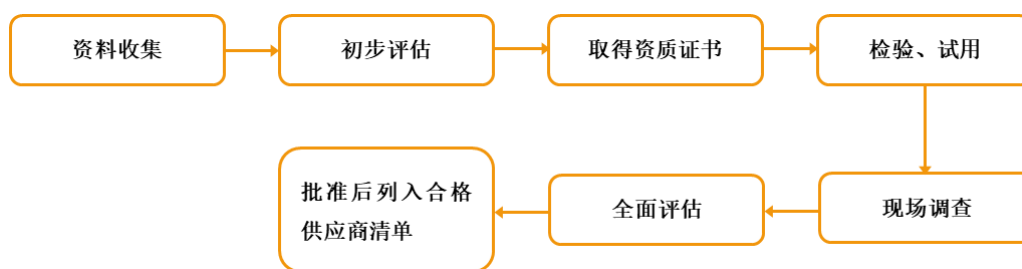 资料收集
初步评估
取得资质证书
检验、试用
现场调查
全面评估
批准后列入合格
供应商清单